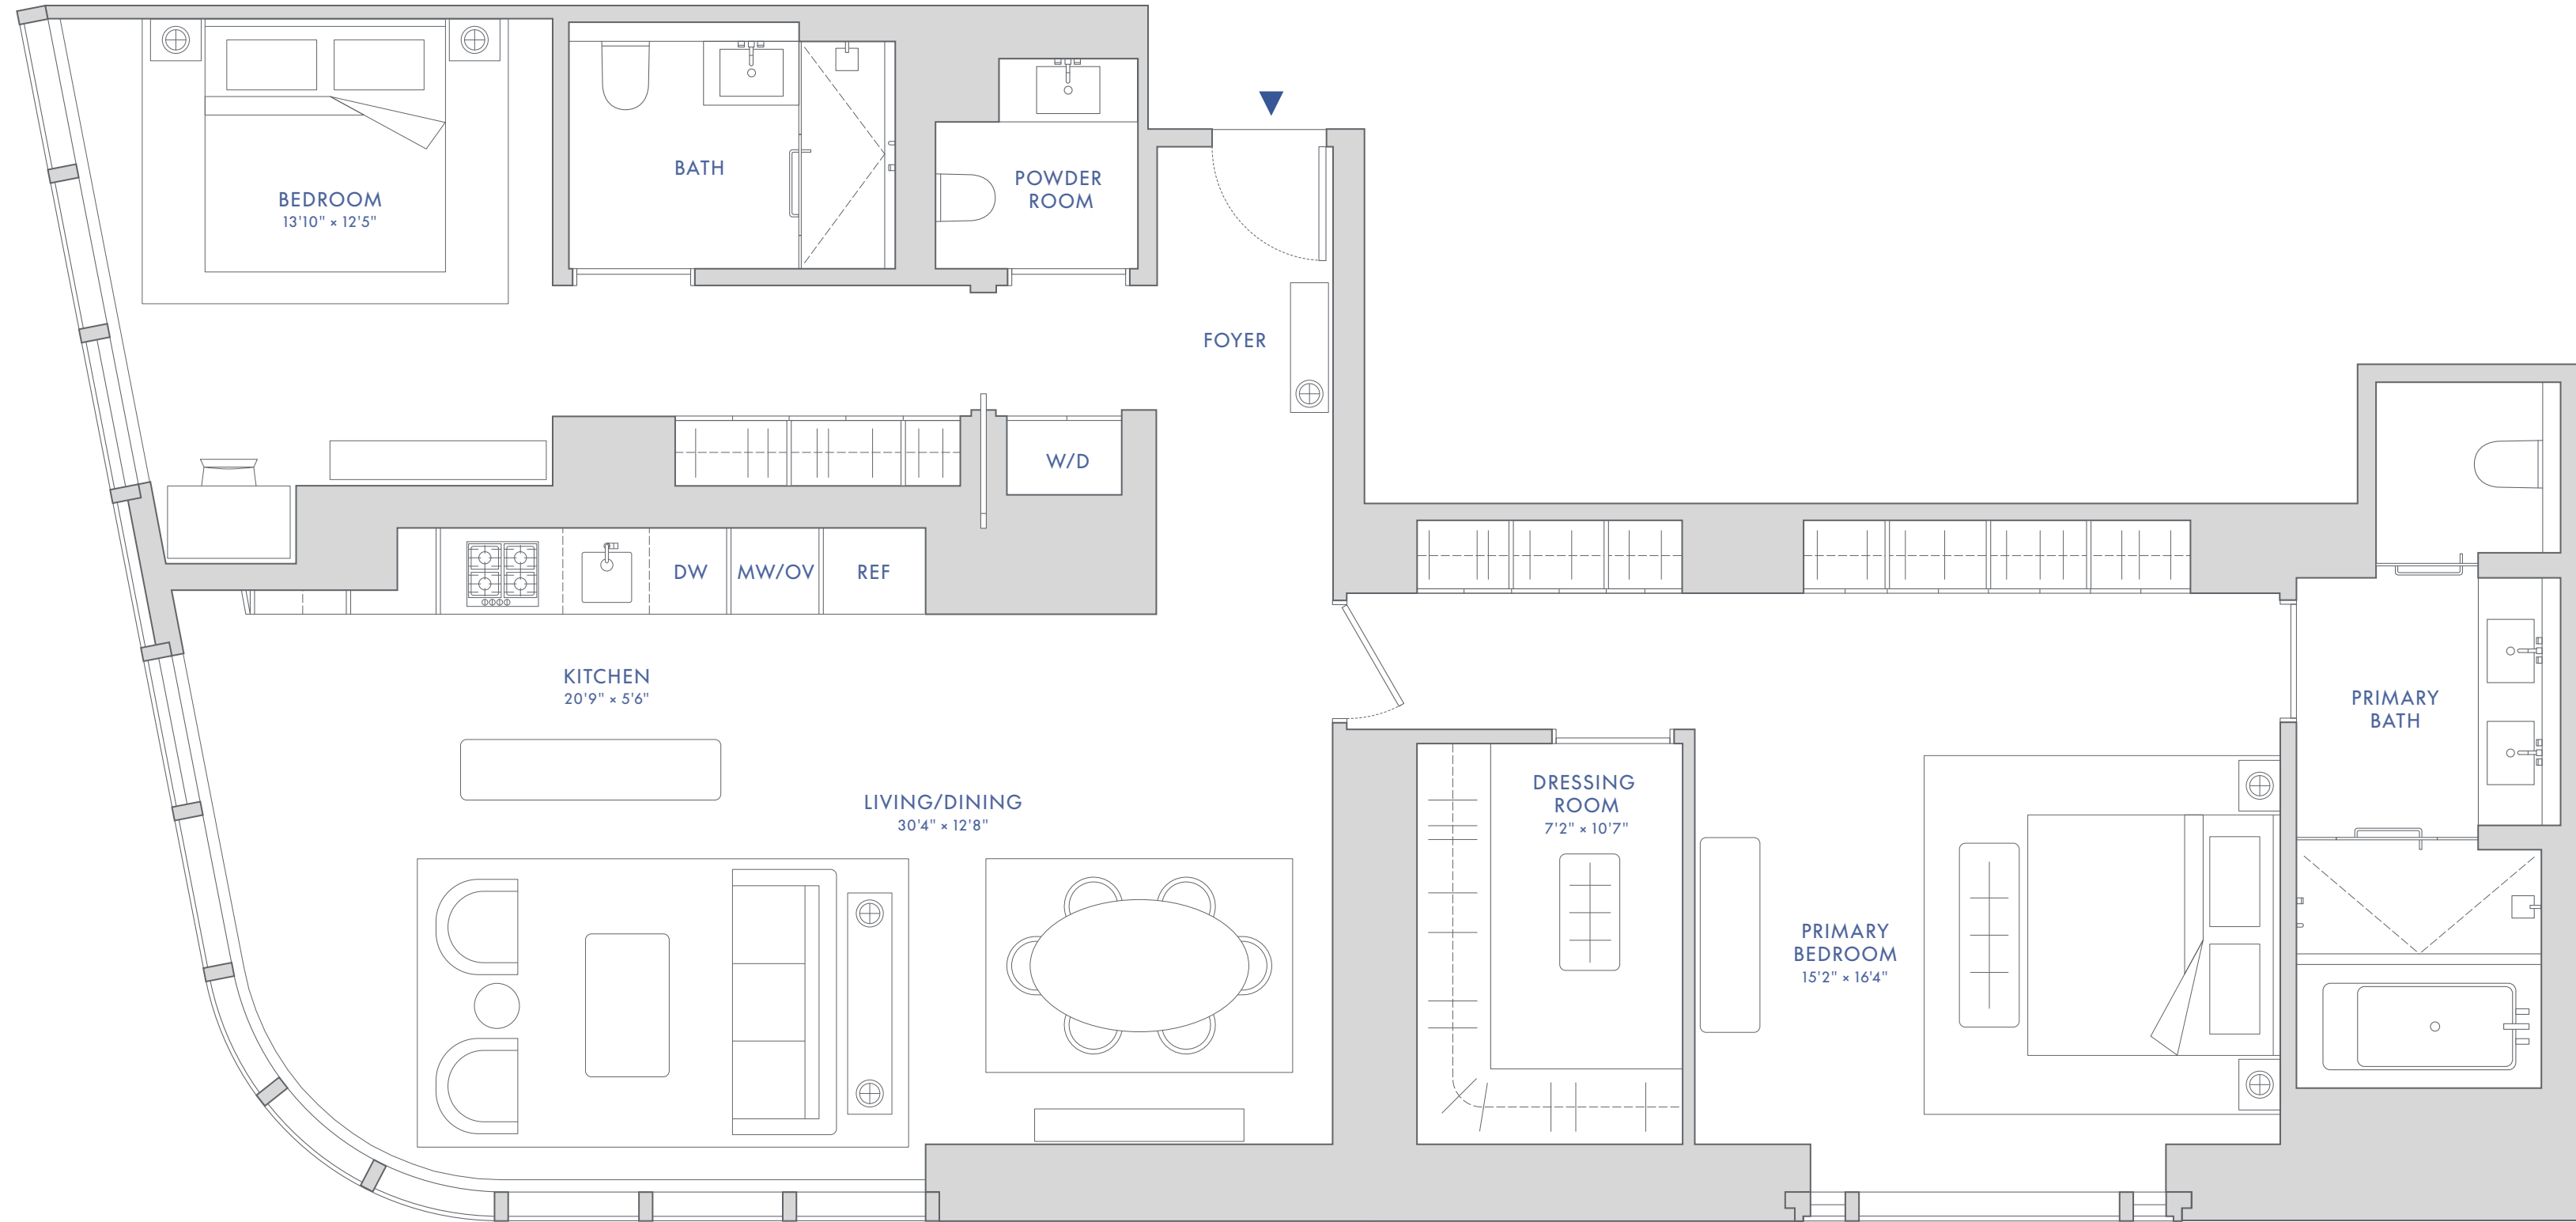 BEDROOM
13'10" × 12'5"
BATH
POWDER
ROOM
FOYER
W/D
DW
MW/OV
REF
KITCHEN
20'9" × 5'6"
LIVING/DINING
30'4" × 12'8"
DRESSING
ROOM
7'2" × 10'7"
PRIMARY
BEDROOM
15'2" × 16'4"
PRIMARY
BATH